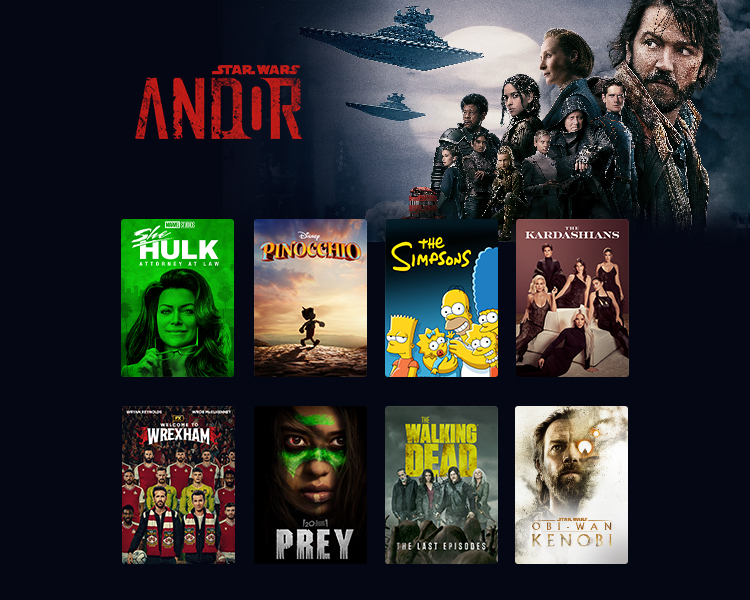 STAR WARS
ANDOR
MARVEL STUDIOS
She
HULK
ATTORNEY AT LAW
Disney
PINOCCHIO
the
SIMPSONS
THE
KARDASHIANS
RYAN REYNOLDS
ROB McELHENNEY
FX
WELCOME TO
WREXHAM
PREY
THE
WALKING
DEAD
THE LAST EPISODES
STAR WARS
OBI-WAN
KENOBI